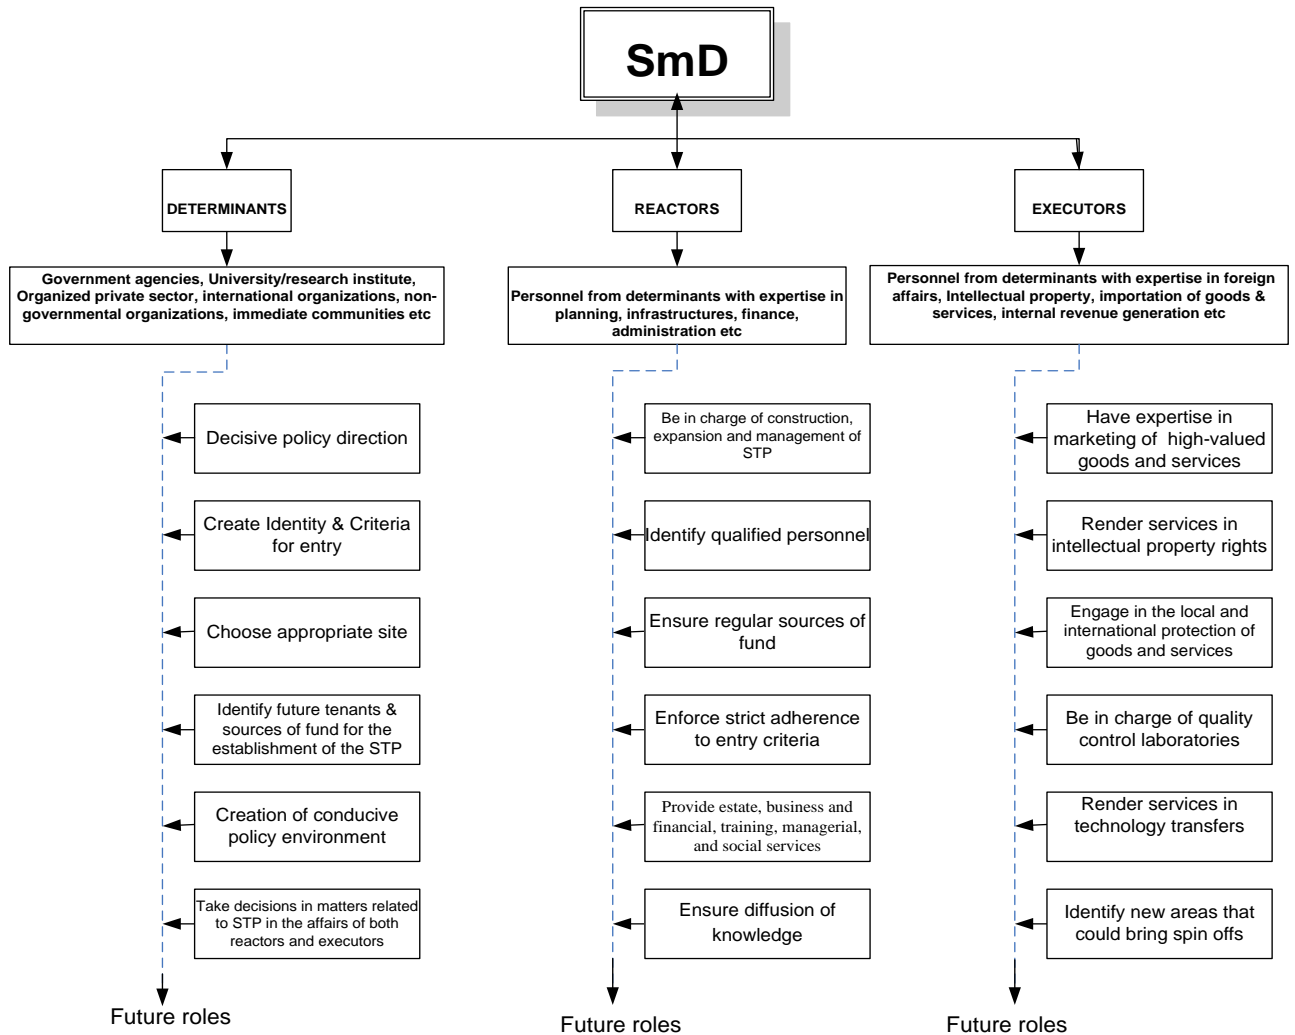 SmD
DETERMINANTS
REACTORS
EXECUTORS
Government agencies, University/research institute,
Organized private sector, international organizations, non-
governmental organizations, immediate communities etc
Personnel from determinants with expertise in
planning, infrastructures, finance,
administration etc
Personnel from determinants with expertise in foreign
affairs, Intellectual property, importation of goods &
services, internal revenue generation etc
Decisive policy direction
Create Identity & Criteria
for entry
Choose appropriate site
Identify future tenants &
sources of fund for the
establishment of the STP
Creation of conducive
policy environment
Take decisions in matters related
to STP in the affairs of both
reactors and executors
Future roles
Be in charge of construction,
expansion and management of
STP
Identify qualified personnel
Ensure regular sources of
fund
Enforce strict adherence
to entry criteria
Provide estate, business and
financial, training, managerial,
and social services
Ensure diffusion of
knowledge
Future roles
Have expertise in
marketing of high-valued
goods and services
Render services in
intellectual property rights
Engage in the local and
international protection of
goods and services
Be in charge of quality
control laboratories
Render services in
technology transfers
Identify new areas that
could bring spin offs
Future roles